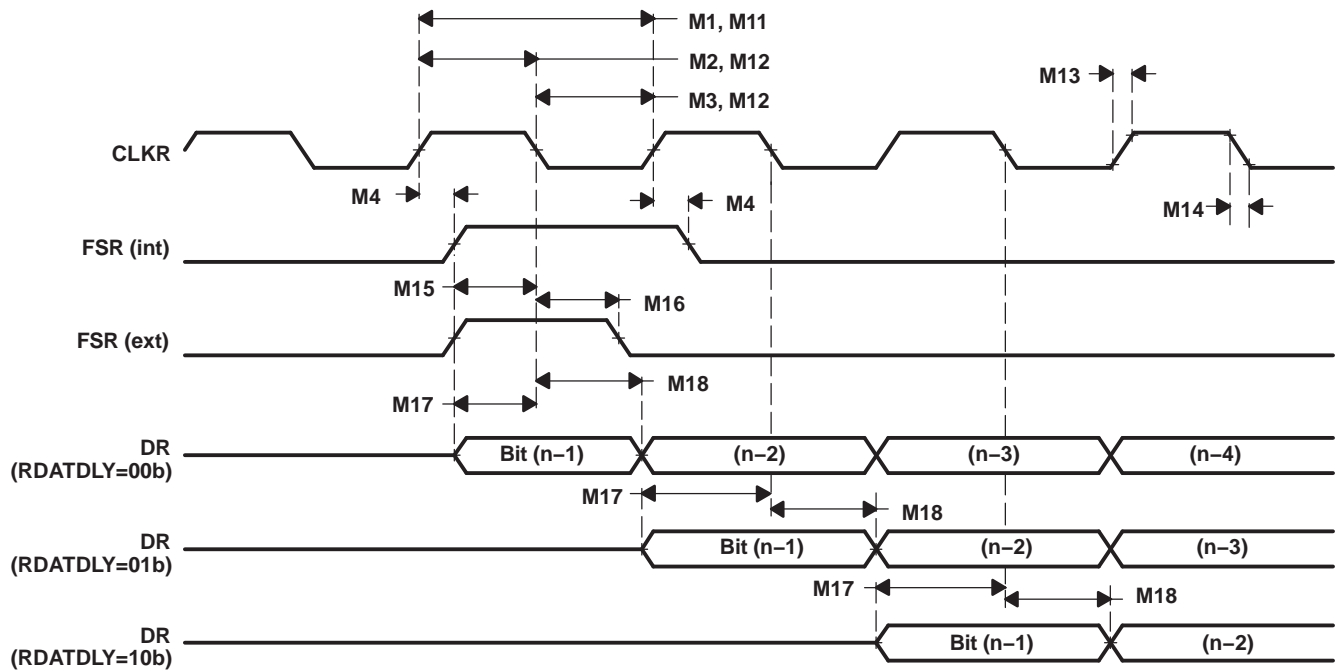 M1, M11
M2, M12
M13
M3, M12
CLKR
M4
M4
M14
FSR (int)
M15
M16
FSR (ext)
M18
M17
DR
(RDATDLY=00b)
Bit (n−1)
(n−2)
(n−3)
(n−4)
M17
M18
DR
(RDATDLY=01b)
Bit (n−1)
(n−2)
(n−3)
M17
M18
DR
(RDATDLY=10b)
Bit (n−1)
(n−2)